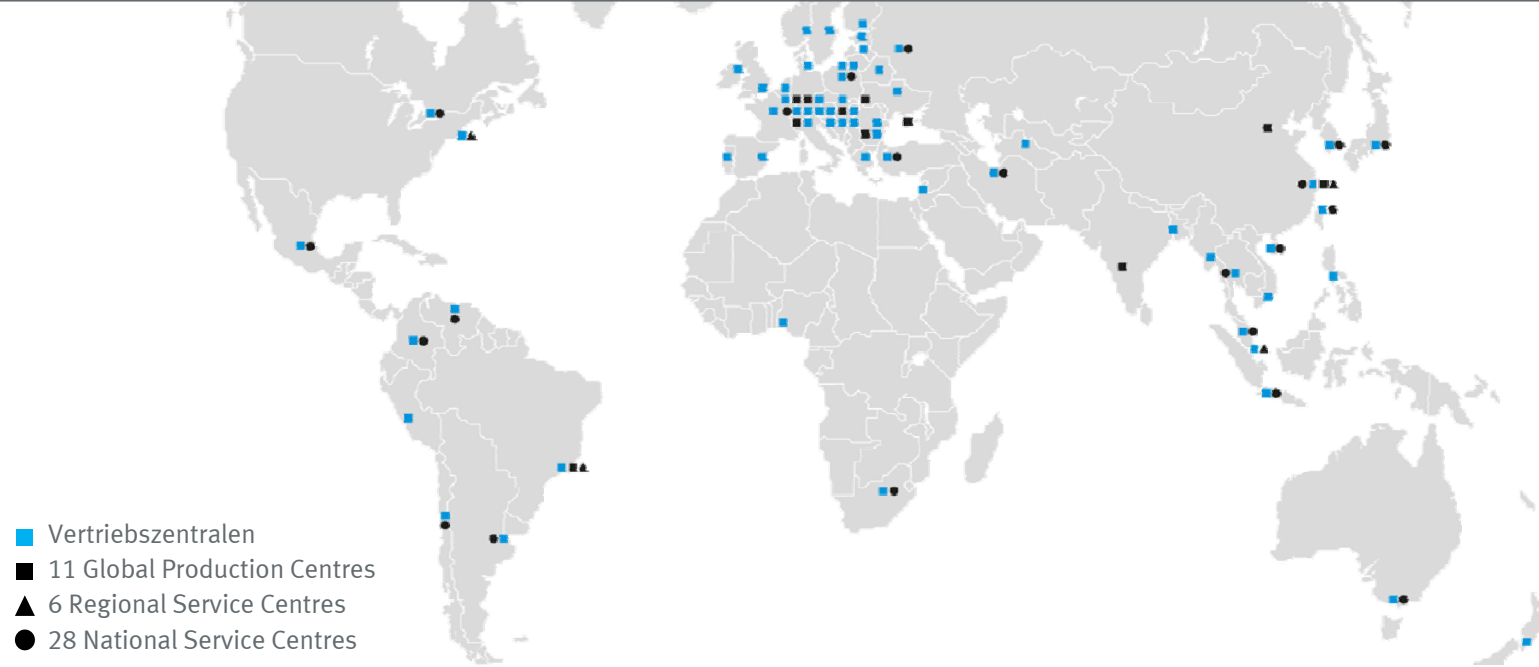 Vertriebszentralen
11 Global Production Centres
6 Regional Service Centres
28 National Service Centres